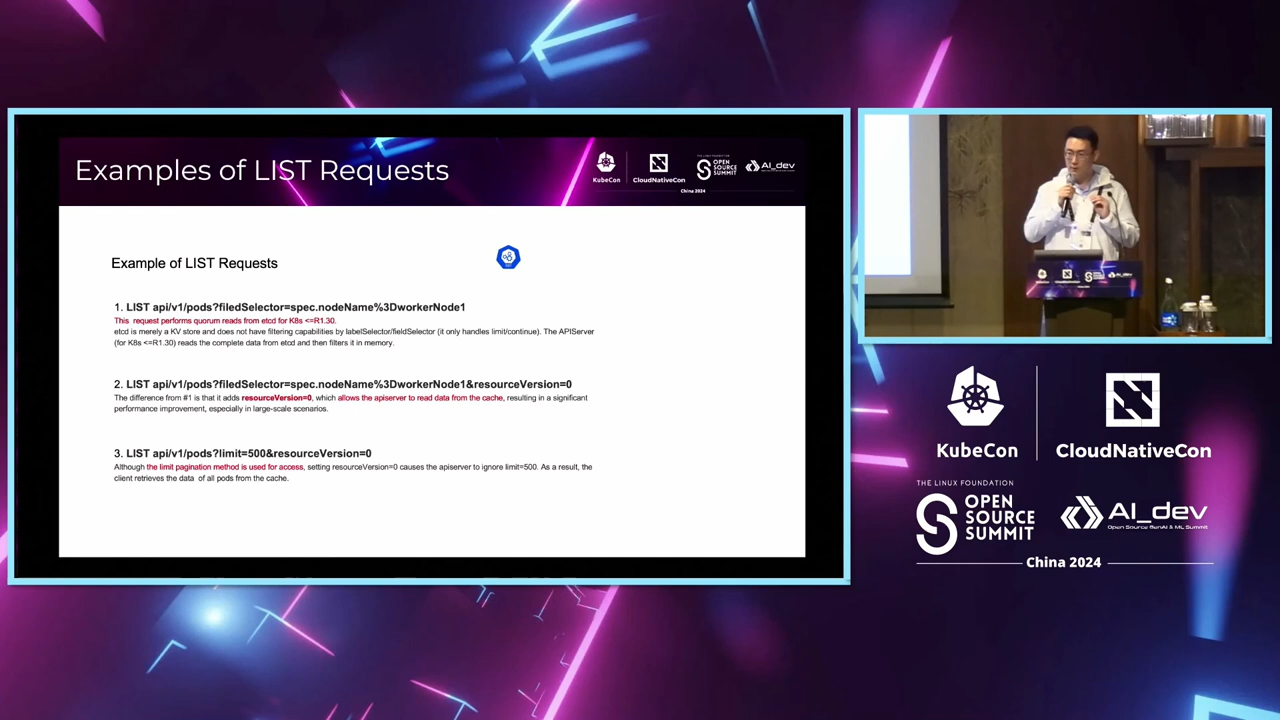 Examples of LIST Requests
KubeCon
CloudNativeCon
THE LINUX FOUNDATION
OPEN
SOURCE
SUMMIT
AI_dev
China 2024
Example of LIST Requests
1. LIST api/v1/pods?filedSelector=spec.nodeName%3DworkerNode1
This request performs quorum reads from etcd for K8s <=R1.30.
etcd is merely a KV store and does not have filtering capabilities by labelSelector/fieldSelector (it only handles limit/continue). The APIServer
(for K8s <=R1.30) reads the complete data from etcd and then filters it in memory.
2. LIST api/v1/pods?filedSelector=spec.nodeName%3DworkerNode1&resourceVersion=0
The difference from #1 is that it adds resourceVersion=0, which allows the apiserver to read data from the cache, resulting in a significant
performance improvement, especially in large-scale scenarios.
3. LIST api/v1/pods?limit=500&resourceVersion=0
Although the limit pagination method is used for access, setting resourceVersion=0 causes the apiserver to ignore limit=500. As a result, the
client retrieves the data of all pods from the cache.
KubeCon
CloudNativeCon
THE LINUX FOUNDATION
OPEN
SOURCE
SUMMIT
AI_dev
Open Source GenAI & ML Summit
China 2024